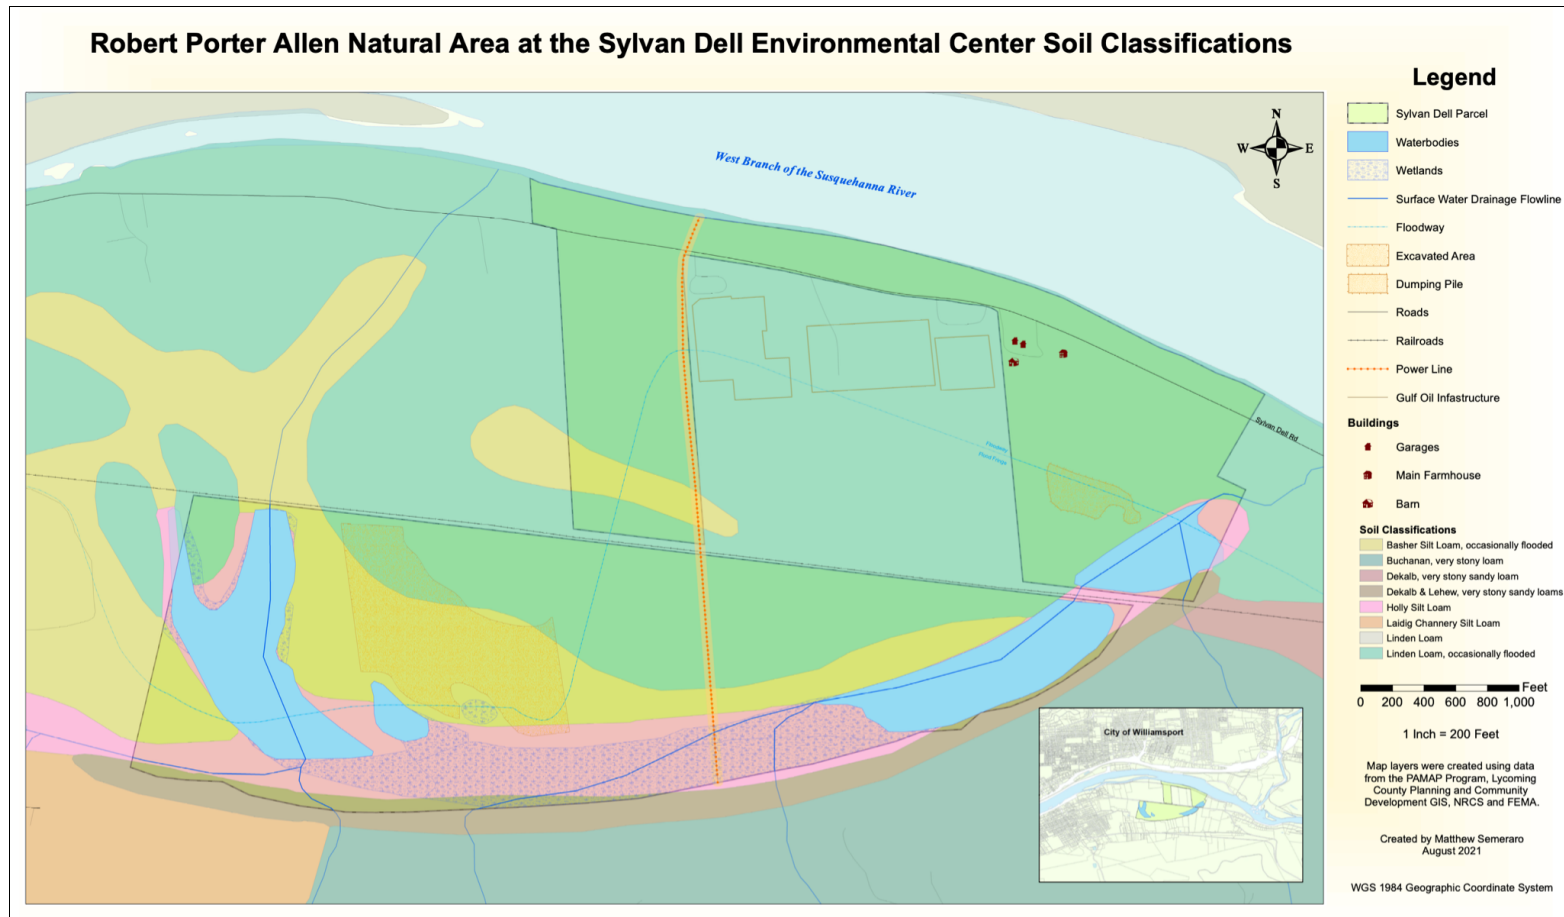 Robert Porter Allen Natural Area at the Sylvan Dell Environmental Center Soil Classifications
West Branch of the Susquehanna River
N
W
E
S
Sylvan Dell Rd
Floodway
Flood Fringe
City of Williamsport
Legend
Sylvan Dell Parcel
Waterbodies
Wetlands
Surface Water Drainage Flowline
Floodway
Excavated Area
Dumping Pile
Roads
Railroads
Power Line
Gulf Oil Infastructure
Buildings
Garages
Main Farmhouse
Barn
Soil Classifications
Basher Silt Loam, occasionally flooded
Buchanan, very stony loam
Dekalb, very stony sandy loam
Dekalb & Lehew, very stony sandy loams
Holly Silt Loam
Laidig Channery Silt Loam
Linden Loam
Linden Loam, occasionally flooded
Feet
0 200 400 600 800 1,000
1 Inch = 200 Feet
Map layers were created using data
from the PAMAP Program, Lycoming
County Planning and Community
Development GIS, NRCS and FEMA.
Created by Matthew Semeraro
August 2021
WGS 1984 Geographic Coordinate System